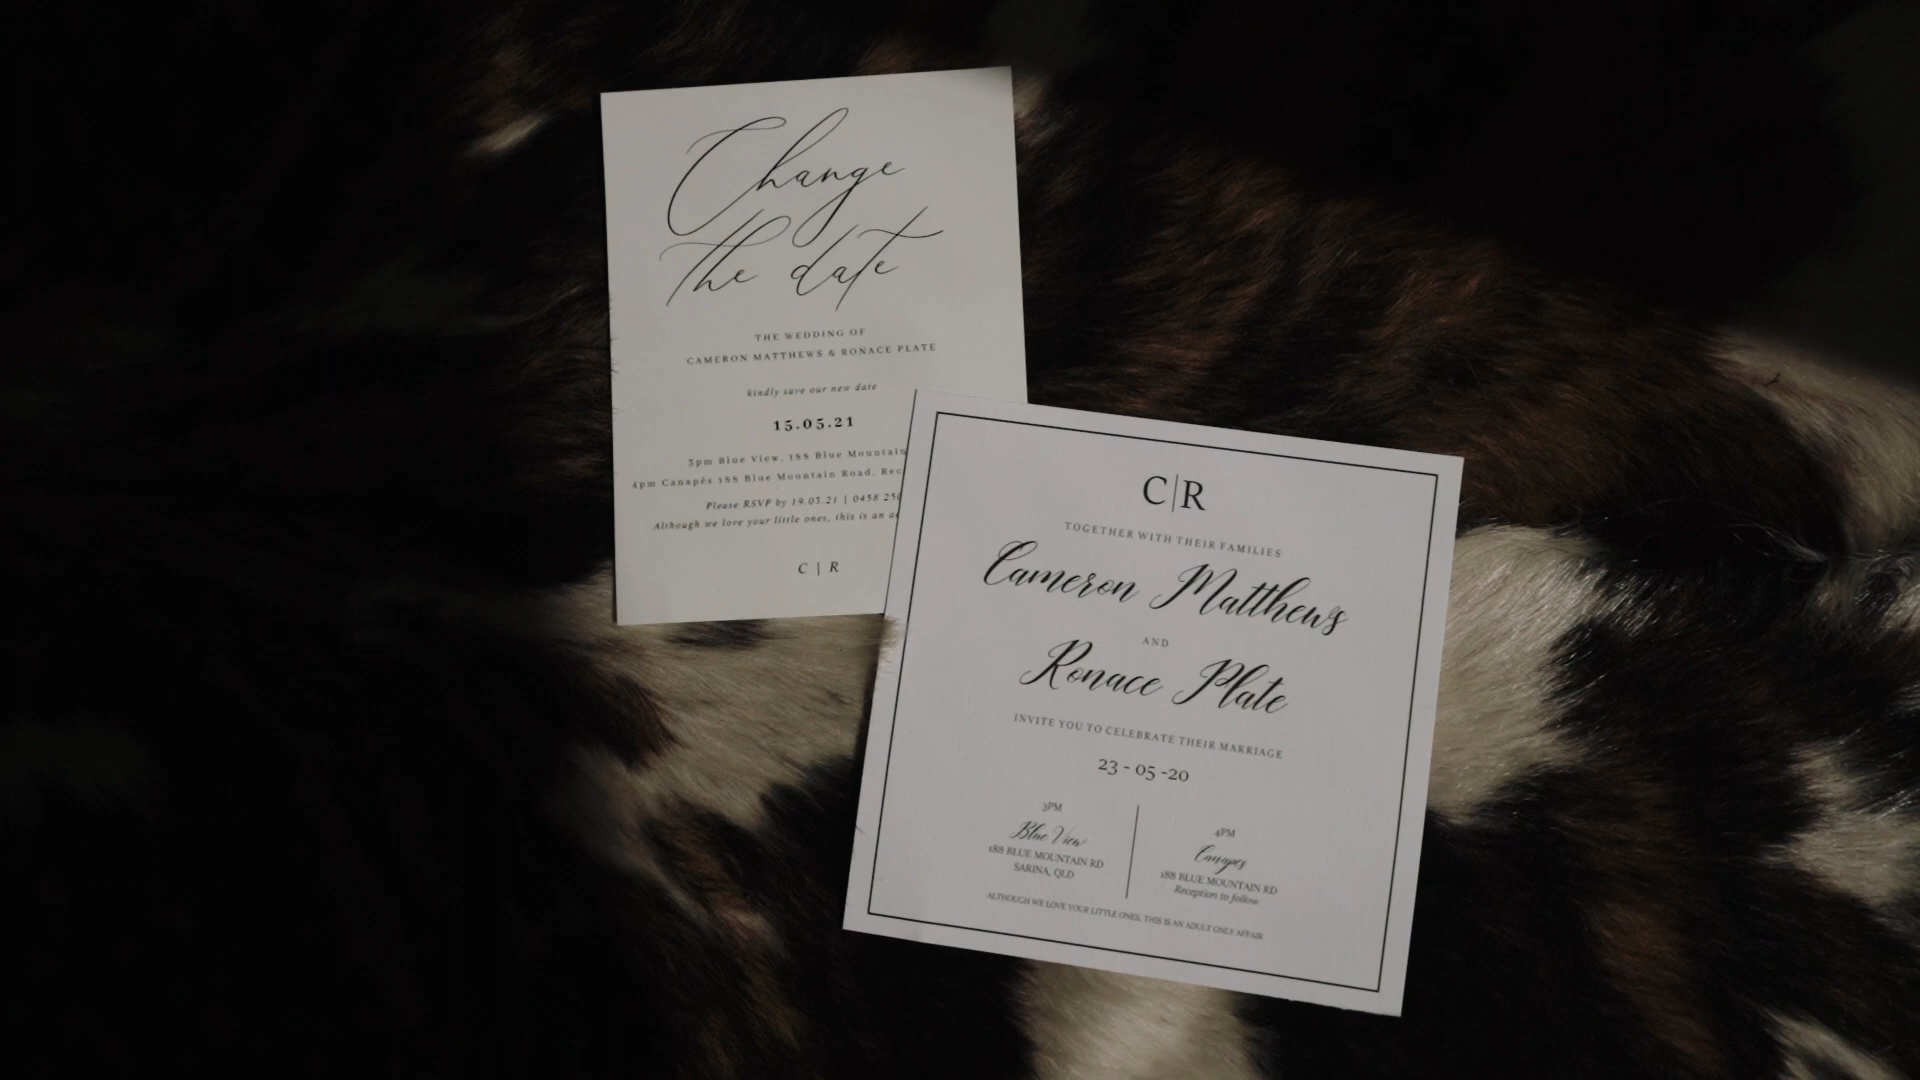 Change
the date
THE WEDDING OF
CAMERON MATTHEWS & RONACE PLATE
kindly save our new date
15.05.21
3pm Blue View, 188 Blue Mountain
4pm Canapés 188 Blue Mountain Road, Rec
Please RSVP by 19.03.21 | 0458 250
Although we love your little ones, this is an
C | R
C|R
TOGETHER WITH THEIR FAMILIES
Cameron Matthews
AND
Ronace Plate
INVITE YOU TO CELEBRATE THEIR MARRIAGE
23 - 05 -20
3PM
Blue View
188 BLUE MOUNTAIN RD
SARINA, QLD
4PM
Canapes
188 BLUE MOUNTAIN RD
Reception to follow
ALTHOUGH WE LOVE YOUR LITTLE ONES, THIS IS AN ADULT ONLY AFFAIR